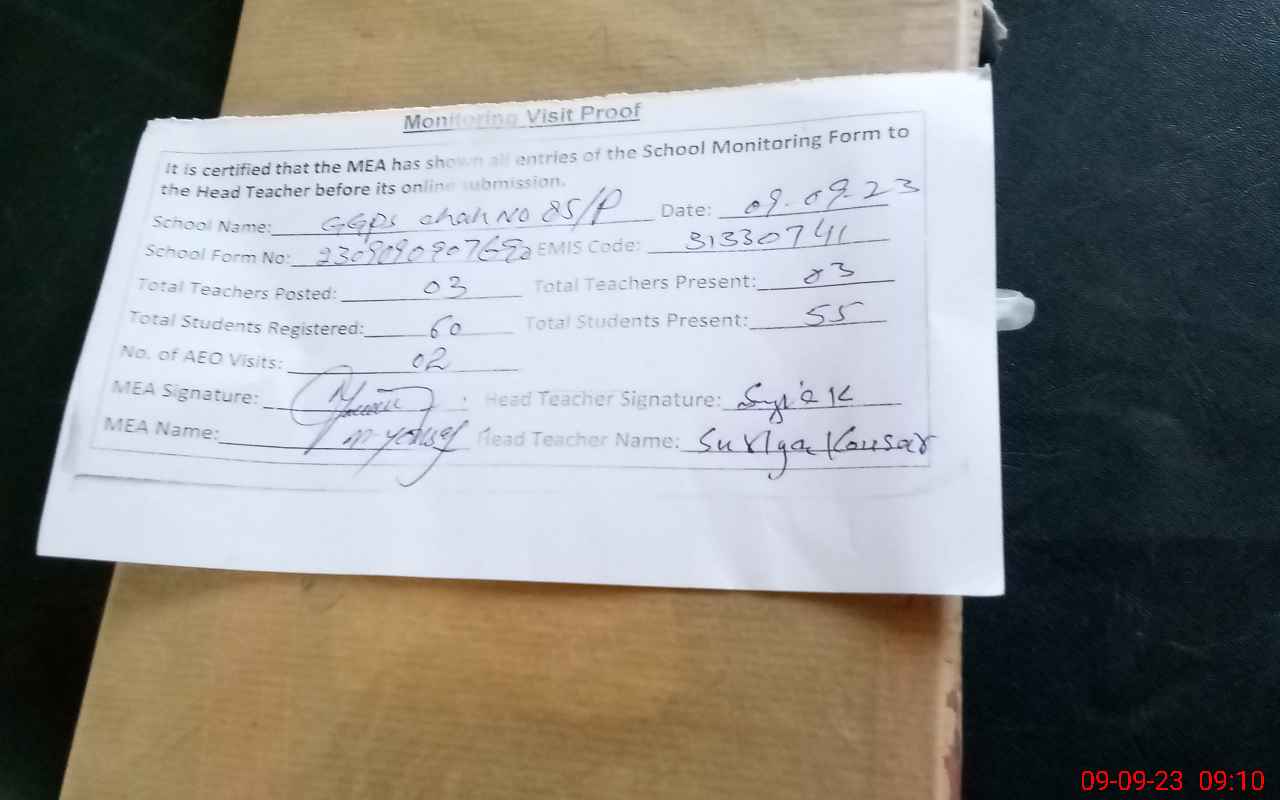 Monitoring Visit Proof
It is certified that the MEA has shown all entries of the School Monitoring Form to
the Head Teacher before its online submission.
School Name: GGPS chah NO 85/P Date: 09-09-23
School Form No: EMIS Code: 31330741
Total Teachers Posted: 03 Total Teachers Present: 03
Total Students Registered: 60 Total Students Present: 55
No. of AEO Visits: 02
MEA Signature: Head Teacher Signature:
MEA Name: M-yousaf Head Teacher Name: Kousar
09-09-23 09:10